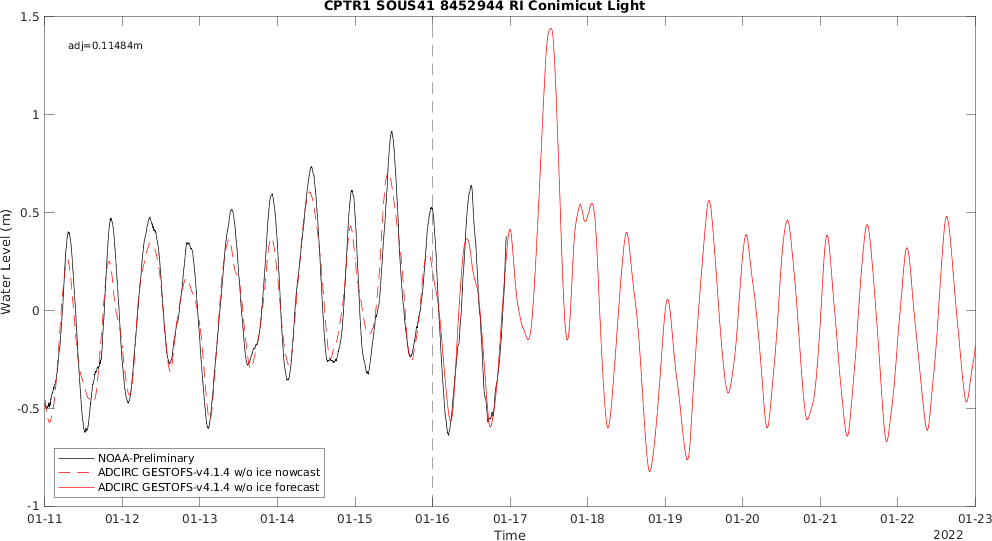 CPTR1 SOUS41 8452944 RI Conimicut Light
adj=0.11484m
1.5
1
0.5
0
-0.5
-1
Water Level (m)
NOAA-Preliminary
ADCIRC GESTOFS-v4.1.4 w/o ice nowcast
ADCIRC GESTOFS-v4.1.4 w/o ice forecast
01-11 01-12 01-13 01-14 01-15 01-16 01-17 01-18 01-19 01-20 01-21 01-22 01-23
Time
2022